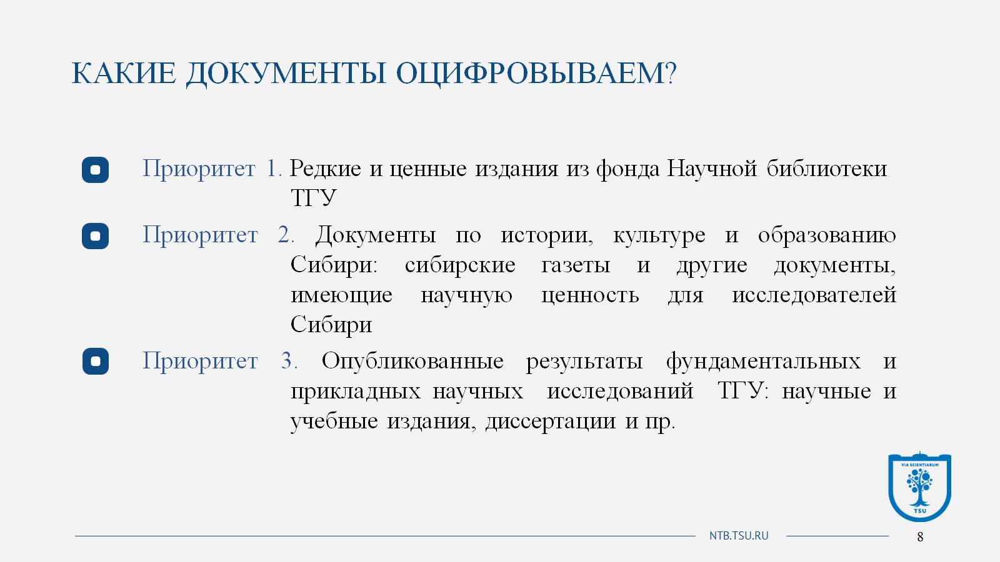 КАКИЕ ДОКУМЕНТЫ ОЦИФРОВЫВАЕМ?
Приоритет 1. Редкие и ценные издания из фонда Научной библиотеки
ТГУ
Приоритет 2. Документы по истории, культуре и образованию
Сибири: сибирские газеты и другие документы,
имеющие научную ценность для исследователей
Сибири
Приоритет 3. Опубликованные результаты фундаментальных и
прикладных научных исследований ТГУ: научные и
учебные издания, диссертации и пр.
VIA SCIENTIARUM
TSU
NTB.TSU.RU
8